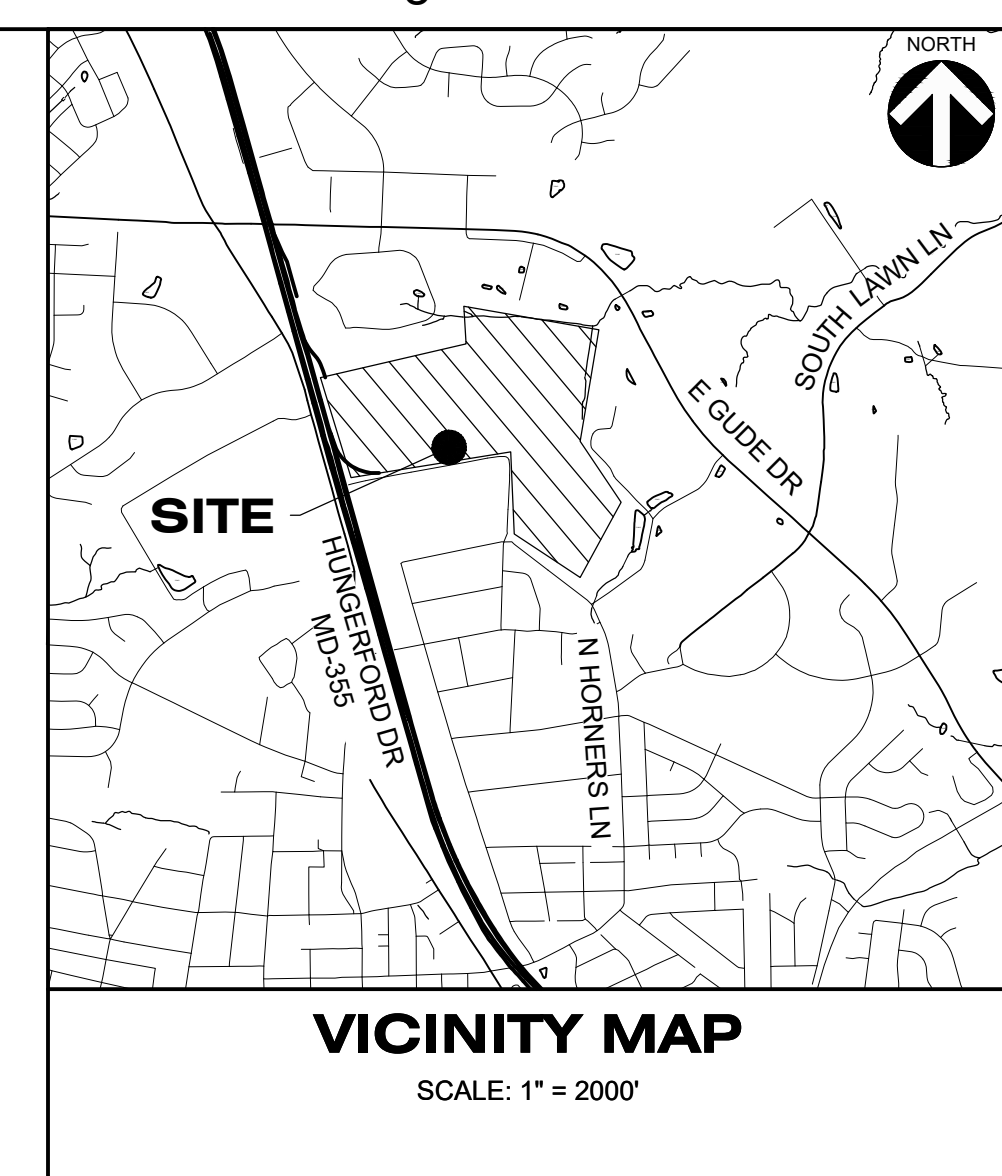 NORTH
SOUTH LAWN LN
E GUDE DR
SITE
HUNGERFORD DR
MD-355
N HORNERS LN
VICINITY MAP
SCALE: 1" = 2000'